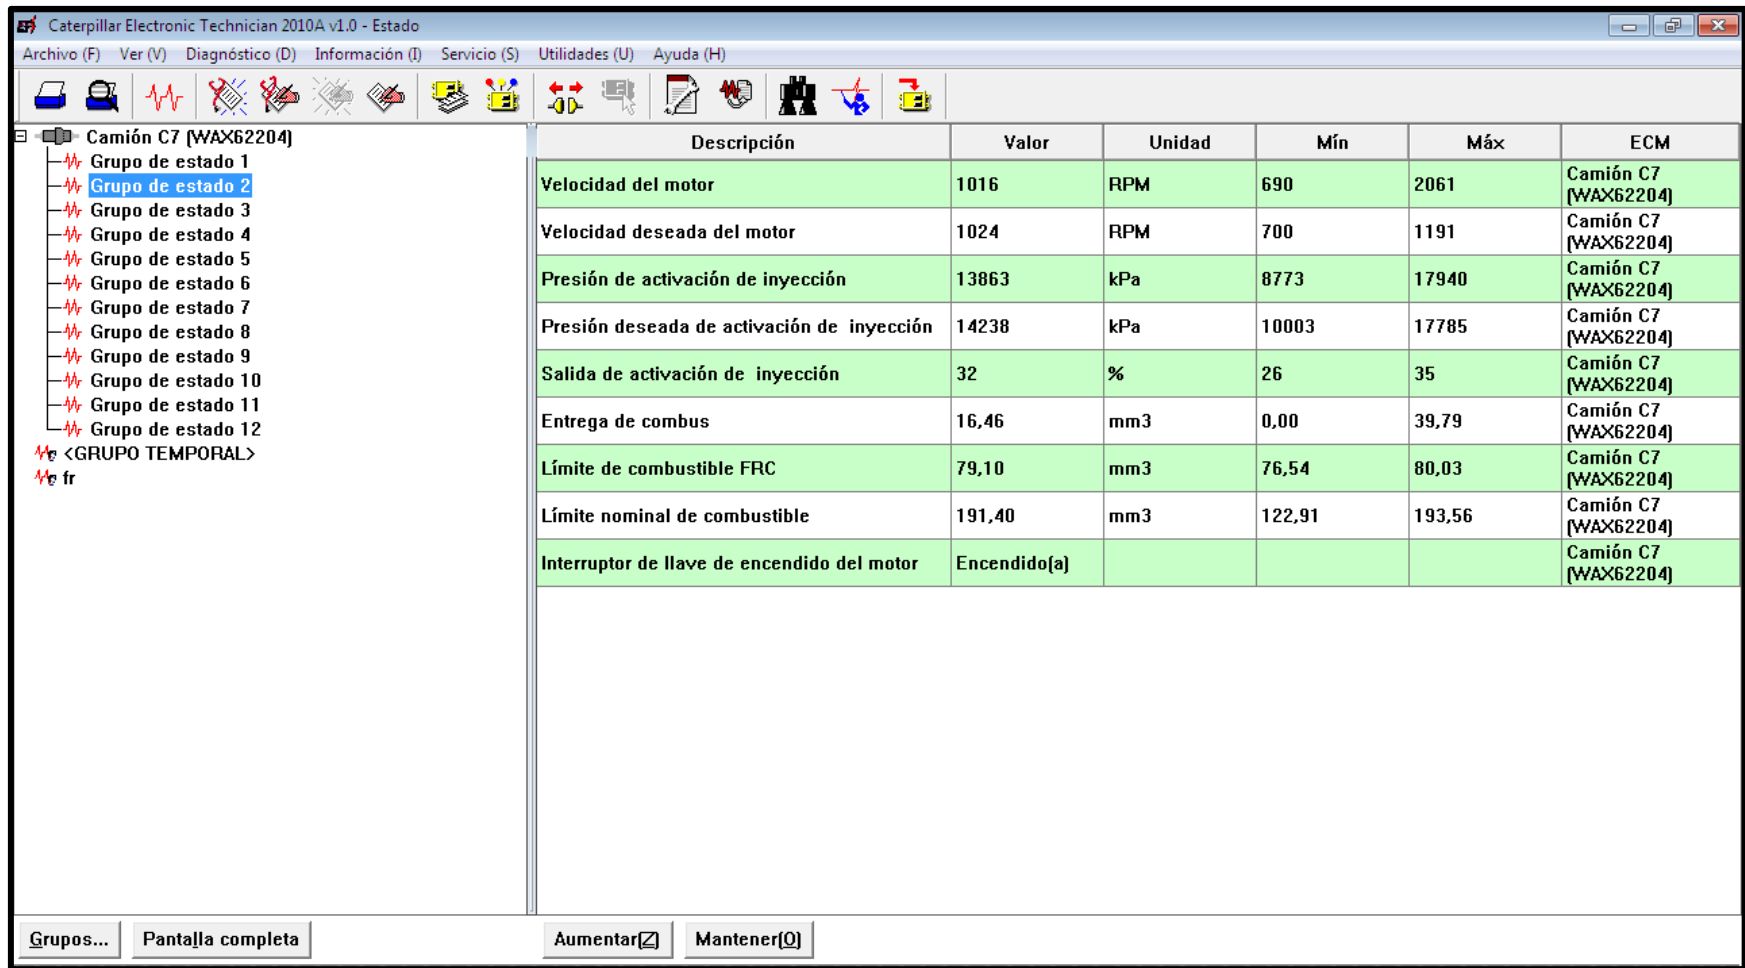 Caterpillar Electronic Technician 2010A v1.0 - Estado
Archivo (F) Ver (V) Diagnóstico (D) Información (I) Servicio (S) Utilidades (U) Ayuda (H)
Camión C7 (WAX62204)
Grupo de estado 1
Grupo de estado 2
Grupo de estado 3
Grupo de estado 4
Grupo de estado 5
Grupo de estado 6
Grupo de estado 7
Grupo de estado 8
Grupo de estado 9
Grupo de estado 10
Grupo de estado 11
Grupo de estado 12
<GRUPO TEMPORAL>
fr
Descripción Valor Unidad Mín Máx ECM
Velocidad del motor 1016 RPM 690 2061 Camión C7 (WAX62204)
Velocidad deseada del motor 1024 RPM 700 1191 Camión C7 (WAX62204)
Presión de activación de inyección 13863 kPa 8773 17940 Camión C7 (WAX62204)
Presión deseada de activación de inyección 14238 kPa 10003 17785 Camión C7 (WAX62204)
Salida de activación de inyección 32 % 26 35 Camión C7 (WAX62204)
Entrega de combus 16,46 mm3 0,00 39,79 Camión C7 (WAX62204)
Límite de combustible FRC 79,10 mm3 76,54 80,03 Camión C7 (WAX62204)
Límite nominal de combustible 191,40 mm3 122,91 193,56 Camión C7 (WAX62204)
Interruptor de llave de encendido del motor Encendido(a) Camión C7 (WAX62204)
Grupos... Pantalla completa Aumentar(Z) Mantener(O)